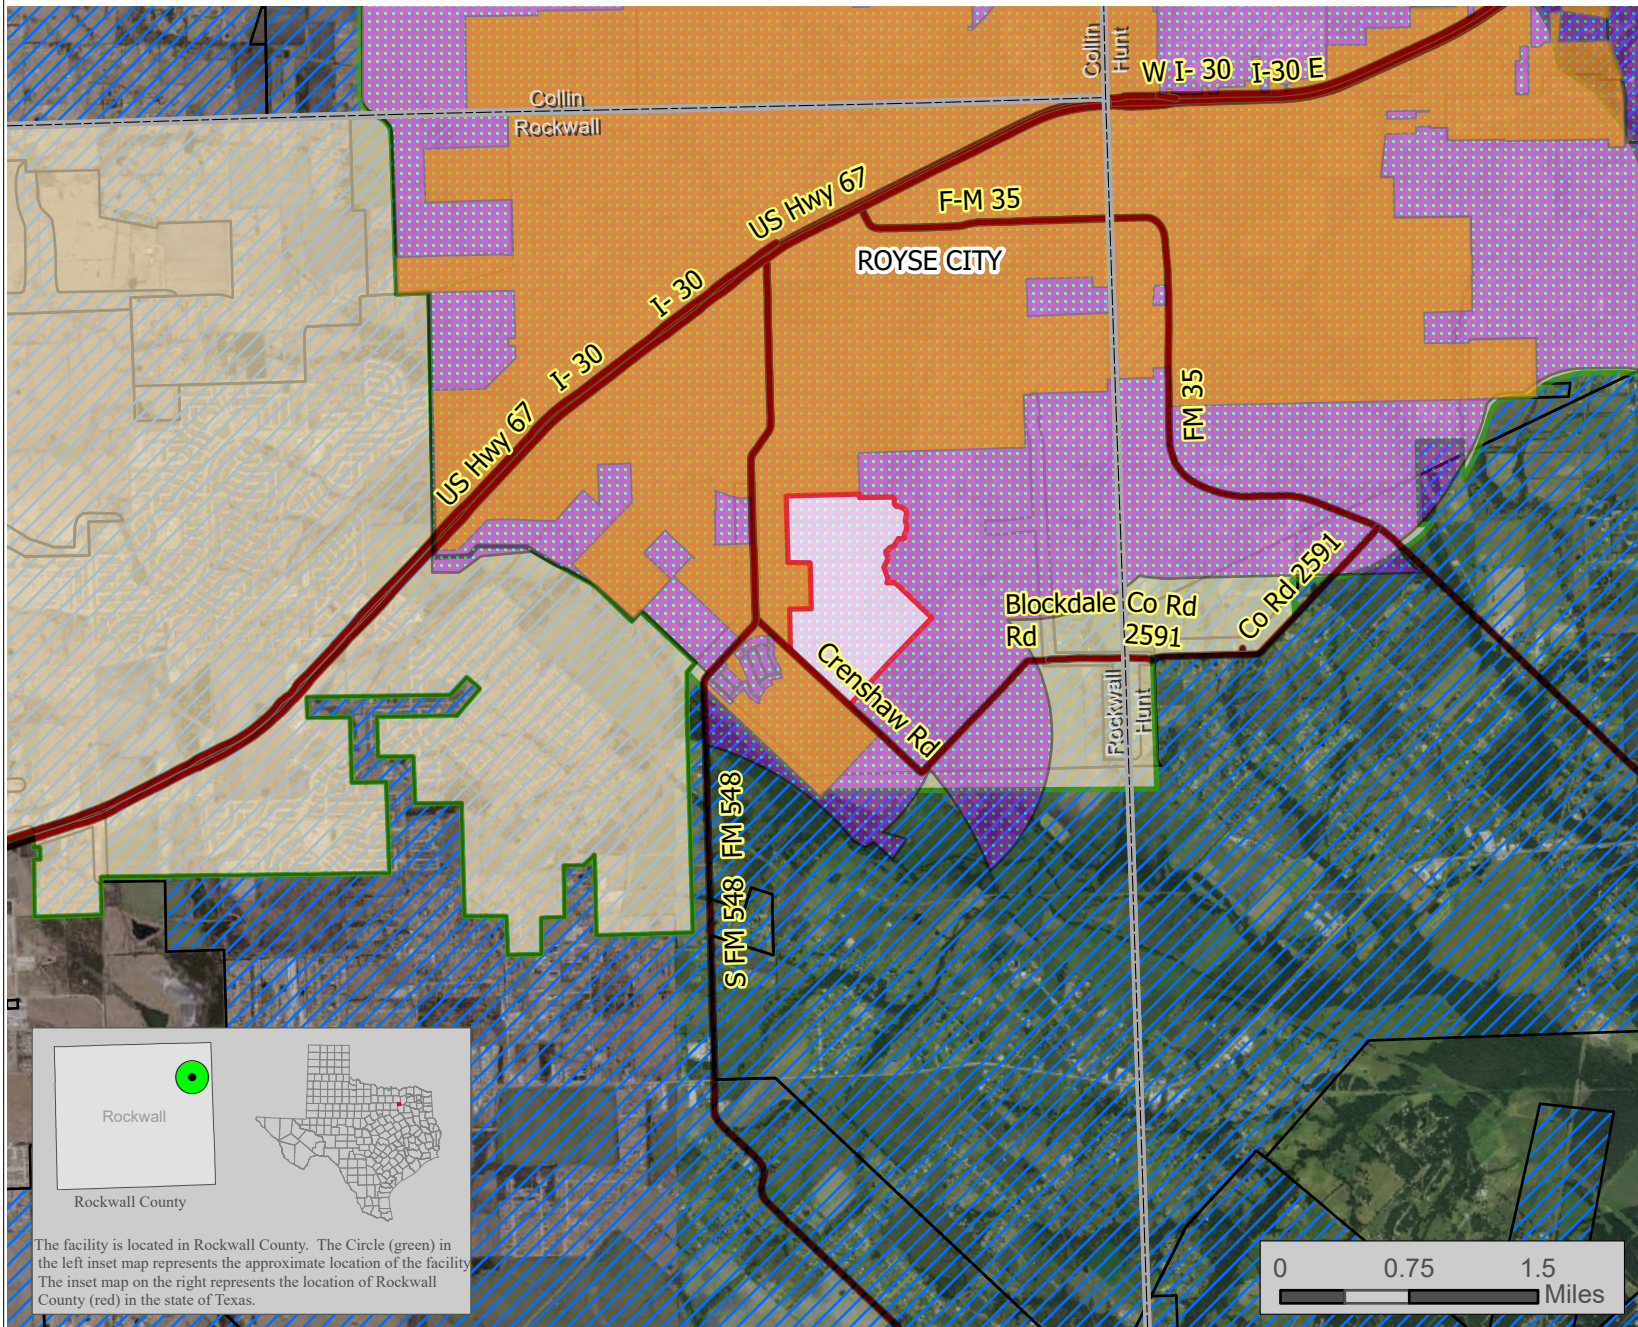 Collin
Hunt
W I- 30
I-30 E
Collin
Rockwall
US Hwy 67
F-M 35
ROYSE CITY
I- 30
I- 30
FM 35
US Hwy 67
Co Rd 2591
Blockdale
Rd
Co Rd
2591
Crenshaw Rd
Rockwall
Hunt
FM 548
S FM 548
Rockwall
Rockwall County
The facility is located in Rockwall County. The Circle (green) in
the left inset map represents the approximate location of the facility
The inset map on the right represents the location of Rockwall
County (red) in the state of Texas.
0 0.75 1.5
Miles